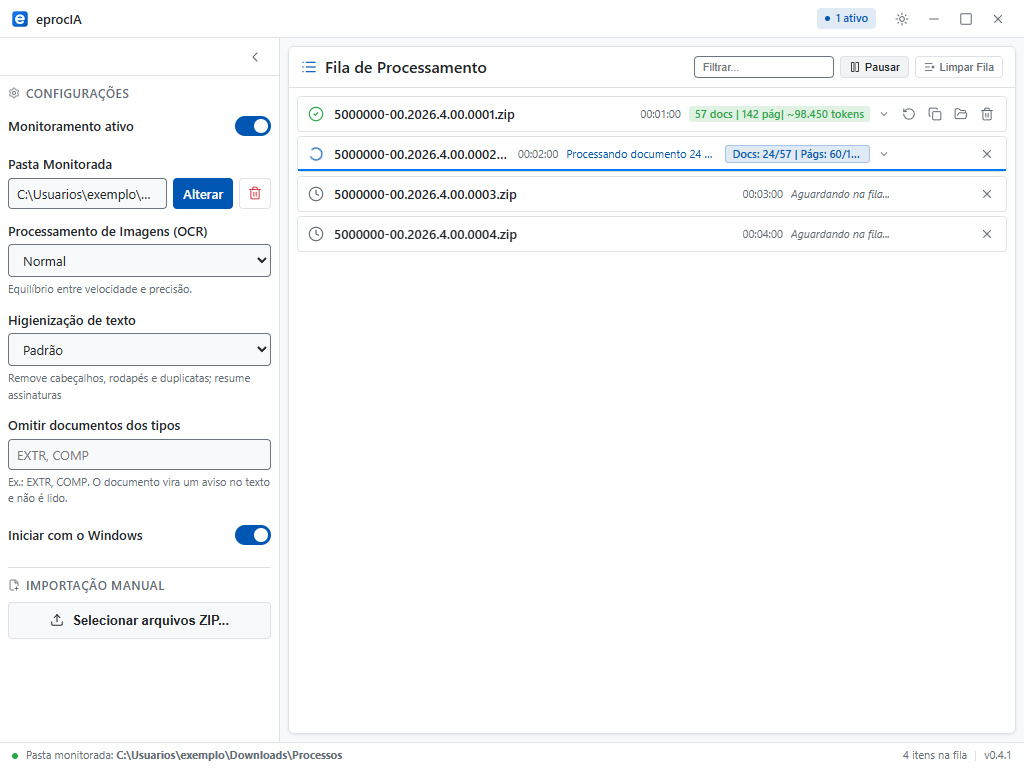 eprocIA
1 ativo
CONFIGURAÇÕES
Monitoramento ativo
Pasta Monitorada
C:\Usuarios\exemplo\...
Alterar
Processamento de Imagens (OCR)
Normal
Equilíbrio entre velocidade e precisão.
Higienização de texto
Padrão
Remove cabeçalhos, rodapés e duplicatas; resume
assinaturas
Omitir documentos dos tipos
EXTR, COMP
Ex.: EXTR, COMP. O documento vira um aviso no texto
e não é lido.
Iniciar com o Windows
IMPORTAÇÃO MANUAL
Selecionar arquivos ZIP...
Fila de Processamento
Filtrar...
Pausar
Limpar Fila
5000000-00.2026.4.00.0001.zip
00:01:00
57 docs | 142 pág| ~98.450 tokens
5000000-00.2026.4.00.0002...
00:02:00
Processando documento 24 ...
Docs: 24/57 | Págs: 60/1...
5000000-00.2026.4.00.0003.zip
00:03:00
Aguardando na fila...
5000000-00.2026.4.00.0004.zip
00:04:00
Aguardando na fila...
Pasta monitorada: C:\Usuarios\exemplo\Downloads\Processos
4 itens na fila
v0.4.1